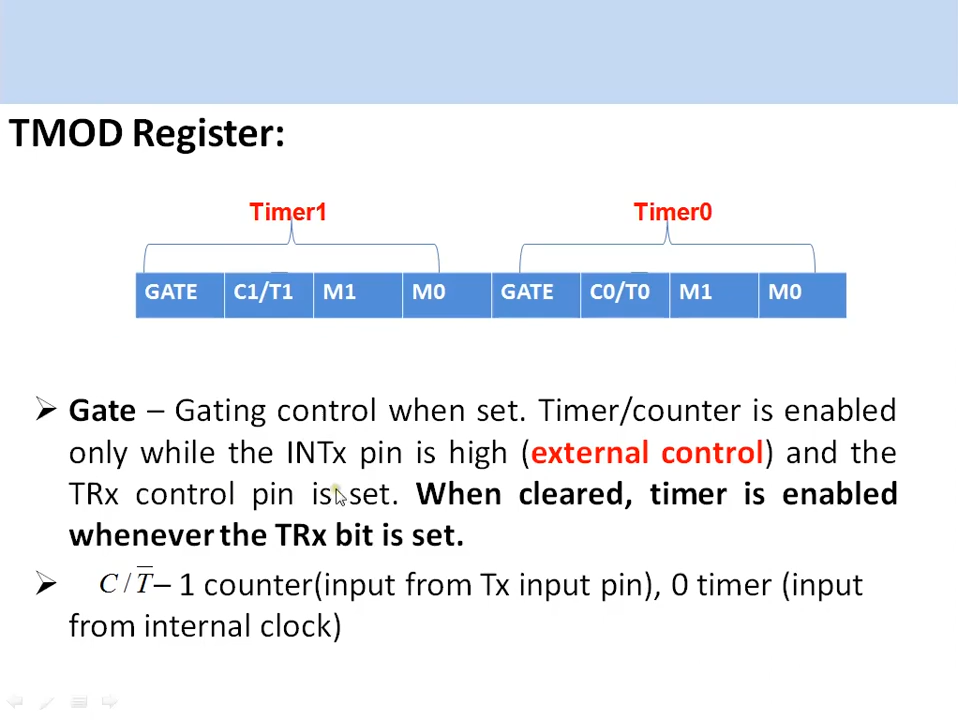 TMOD Register:
Timer1 Timer0
GATE C1/T1 M1 M0 GATE C0/T0 M1 M0
➢ Gate – Gating control when set. Timer/counter is enabled
only while the INTx pin is high (external control) and the
TRx control pin is set. When cleared, timer is enabled
whenever the TRx bit is set.
➢ C / T̅ – 1 counter(input from Tx input pin), 0 timer (input
from internal clock)